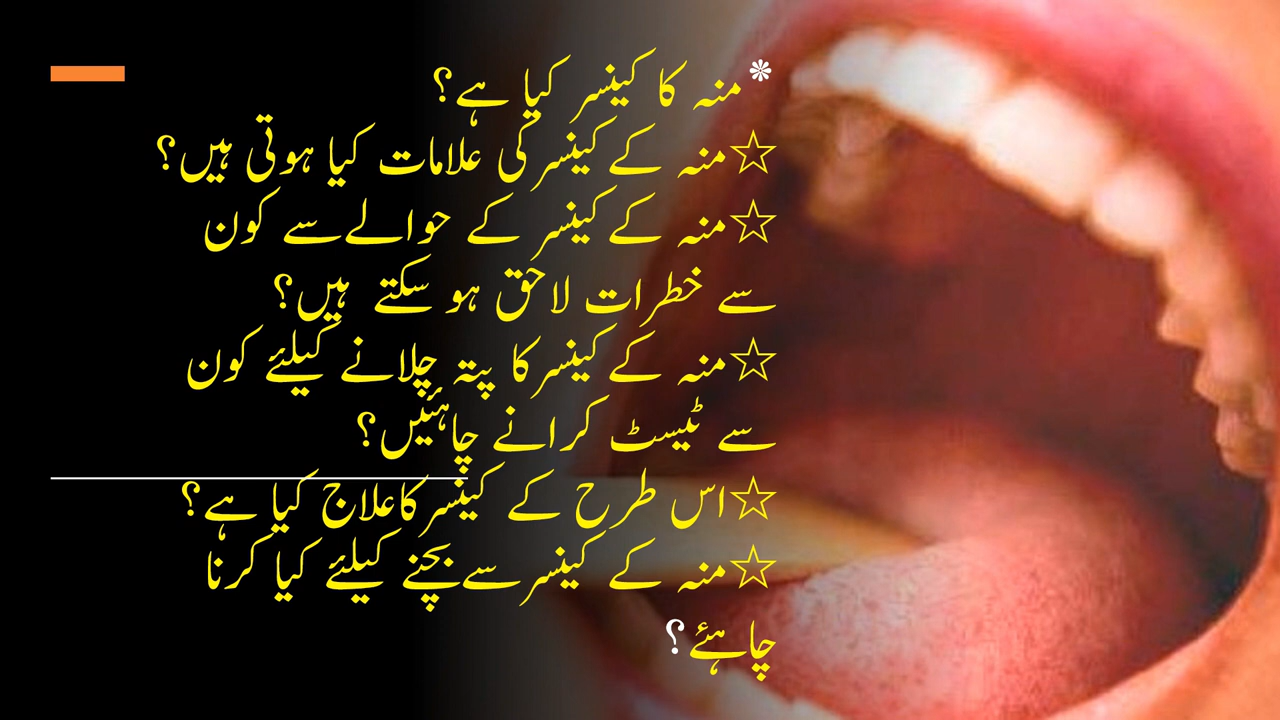 *منہ کا کینسر کیا ہے؟
☆منہ کے کینسر کی علامات کیا ہوتی ہیں؟
☆منہ کے کینسر کے حوالے سے کون
سے خطرات لاحق ہو سکتے ہیں؟
☆منہ کے کینسر کا پتہ چلانے کیلئے کون
سے ٹیسٹ کرانے چاہئیں؟
☆اس طرح کے کینسر کا علاج کیا ہے؟
☆منہ کے کینسر سے بچنے کیلئے کیا کرنا
چاہئے؟